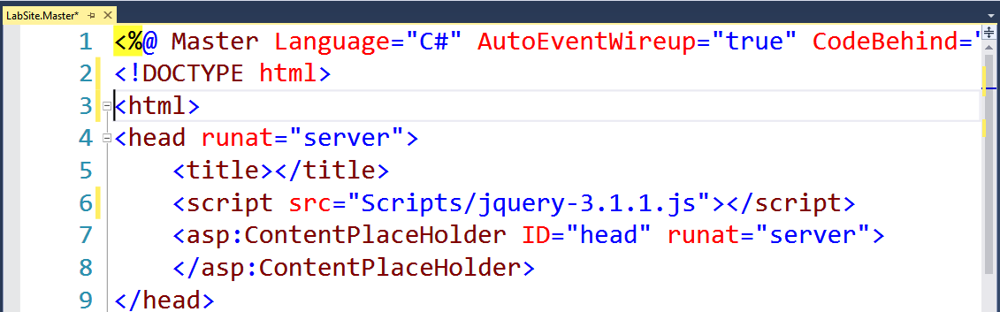 LabSite.Master*
1 <%@ Master Language="C#" AutoEventWireup="true" CodeBehind="
2 <!DOCTYPE html>
3 <html>
4 <head runat="server">
5     <title></title>
6     <script src="Scripts/jquery-3.1.1.js"></script>
7     <asp:ContentPlaceHolder ID="head" runat="server">
8     </asp:ContentPlaceHolder>
9 </head>